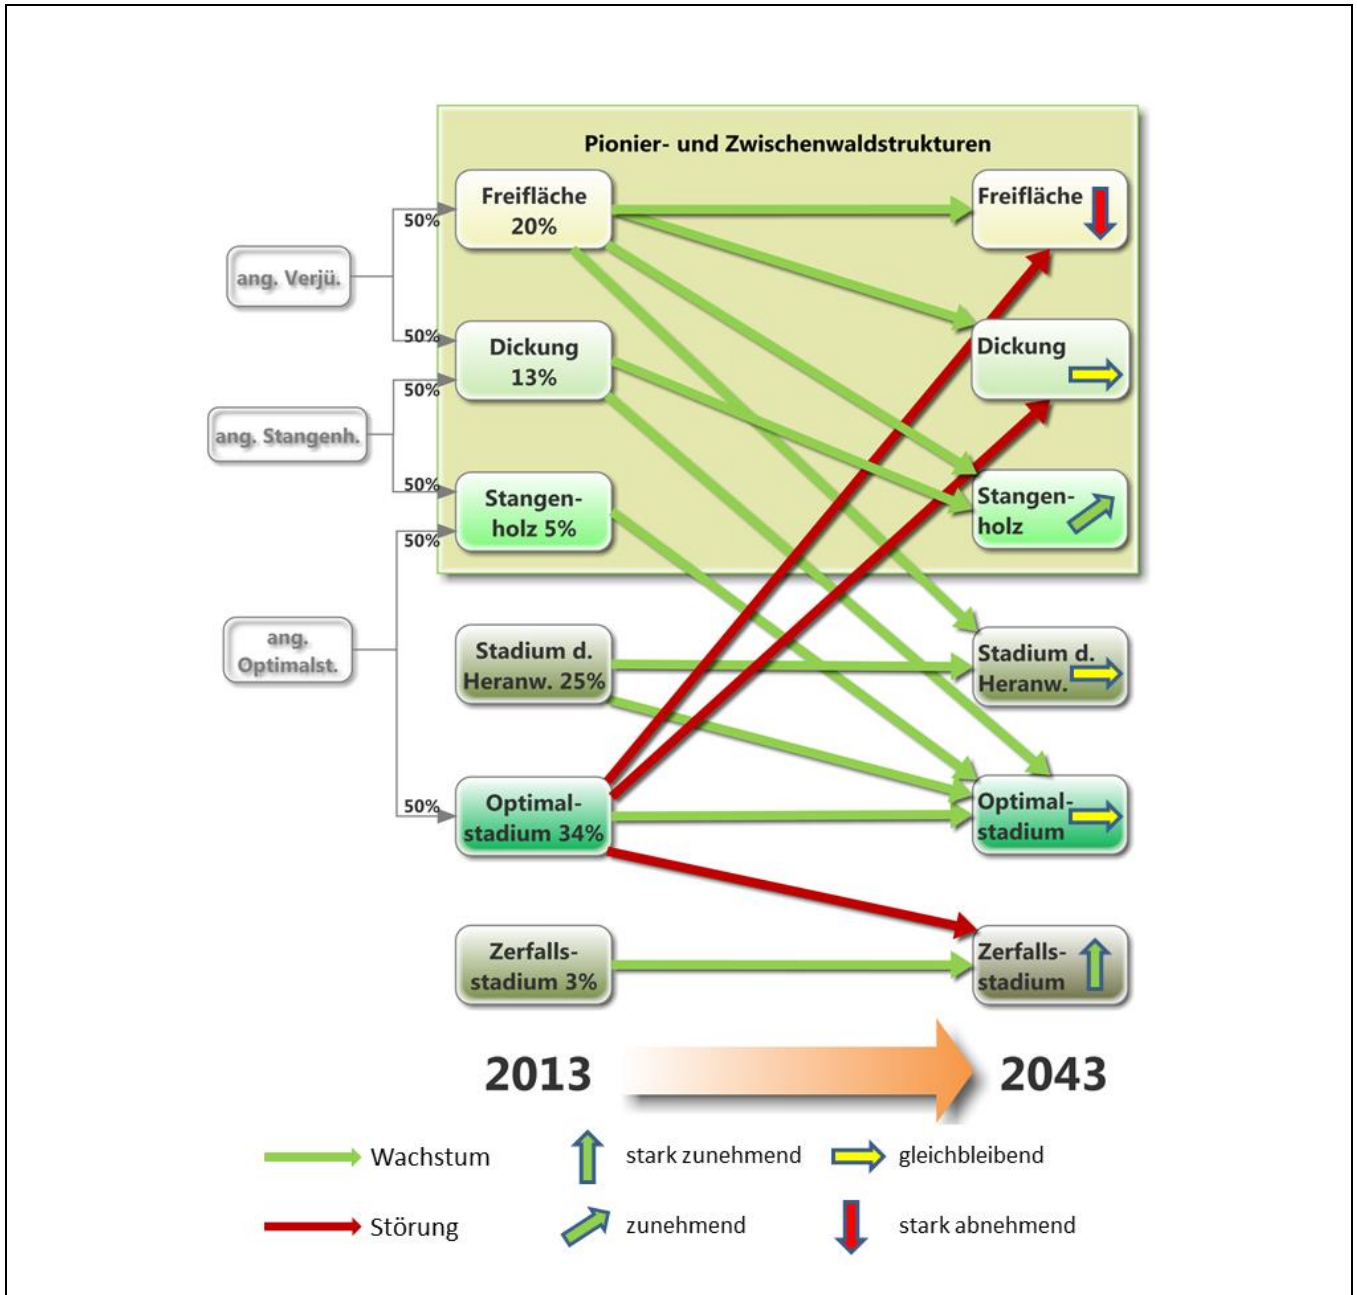 Pionier- und Zwischenwaldstrukturen
Freifläche
20%
Freifläche
50%
ang. Verjü.
50%
Dickung
13%
Dickung
50%
ang. Stangenh.
50%
Stangen-
holz 5%
Stangen-
holz
50%
ang.
Optimalst.
Stadium d.
Heranw. 25%
Stadium d.
Heranw.
50%
Optimal-
stadium 34%
Optimal-
stadium
Zerfalls-
stadium 3%
Zerfalls-
stadium
2013
2043
Wachstum
stark zunehmend
gleichbleibend
Störung
zunehmend
stark abnehmend